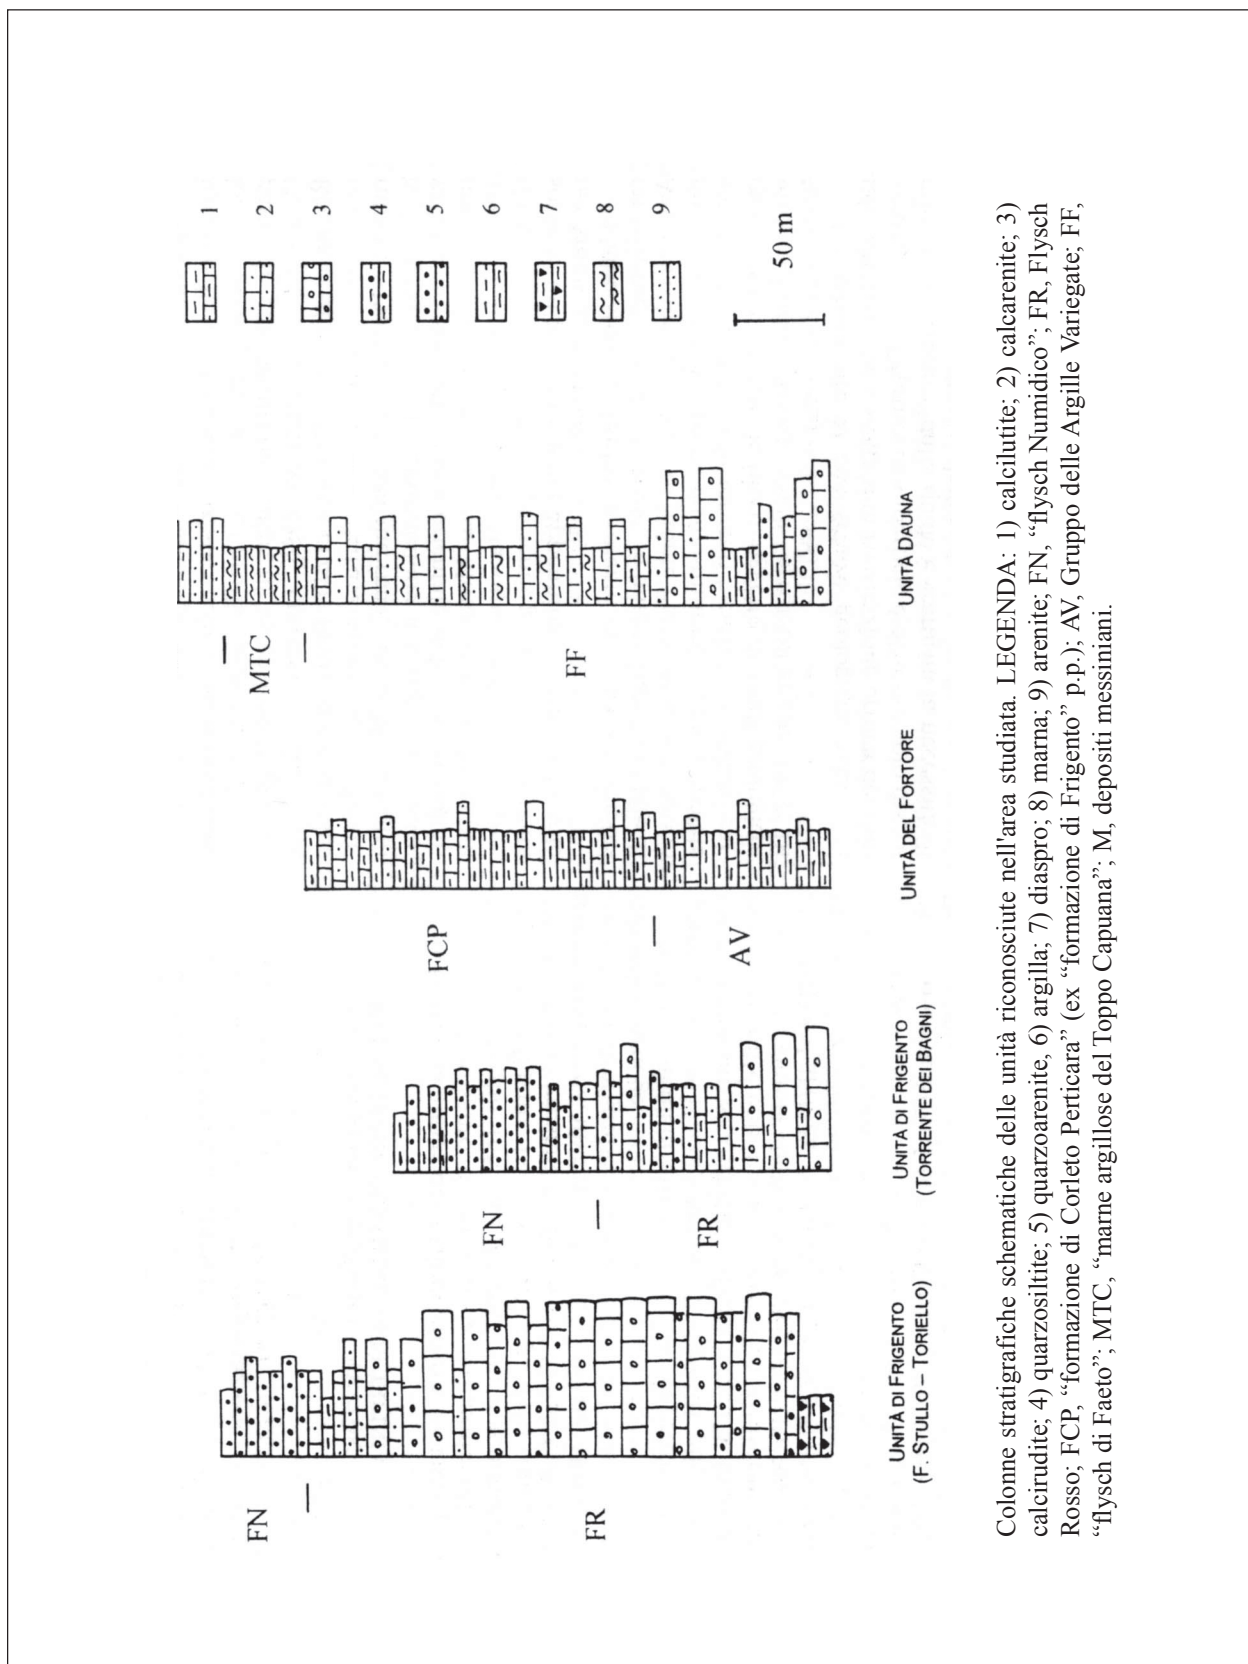 1
2
3
4
5
6
7
8
9
50 m
FN
FR
UNITÀ DI FRIGENTO
(F. STULLO – TORIELLO)
FN
FR
UNITÀ DI FRIGENTO
(TORRENTE DEI BAGNI)
FCP
AV
UNITÀ DEL FORTORE
MTC
FF
UNITÀ DAUNA
Colonne stratigrafiche schematiche delle unità riconosciute nell'area studiata. LEGENDA: 1) calcilutite; 2) calcarenite; 3)
calcirudite; 4) quarzosiltite; 5) quarzoarenite, 6) argilla; 7) diaspro; 8) marna; 9) arenite; FN, “flysch Numidico”; FR, Flysch
Rosso; FCP, “formazione di Corleto Perticara” (ex “formazione di Frigento” p.p.); AV, Gruppo delle Argille Variegate; FF,
“flysch di Faeto”; MTC, “marne argillose del Toppo Capuana”; M, depositi messiniani.